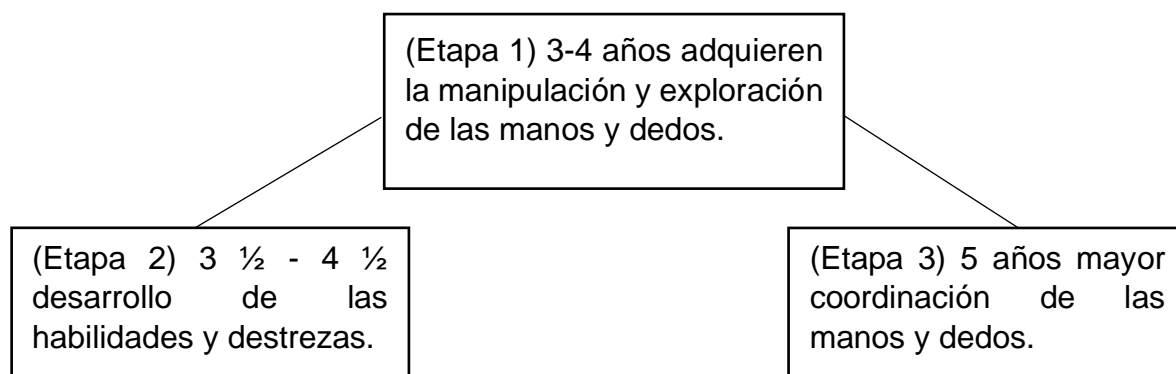 (Etapa 1) 3-4 años adquieren
la manipulación y exploración
de las manos y dedos.
(Etapa 2) 3 ½ - 4 ½
desarrollo de las
habilidades y destrezas.
(Etapa 3) 5 años mayor
coordinación de las
manos y dedos.